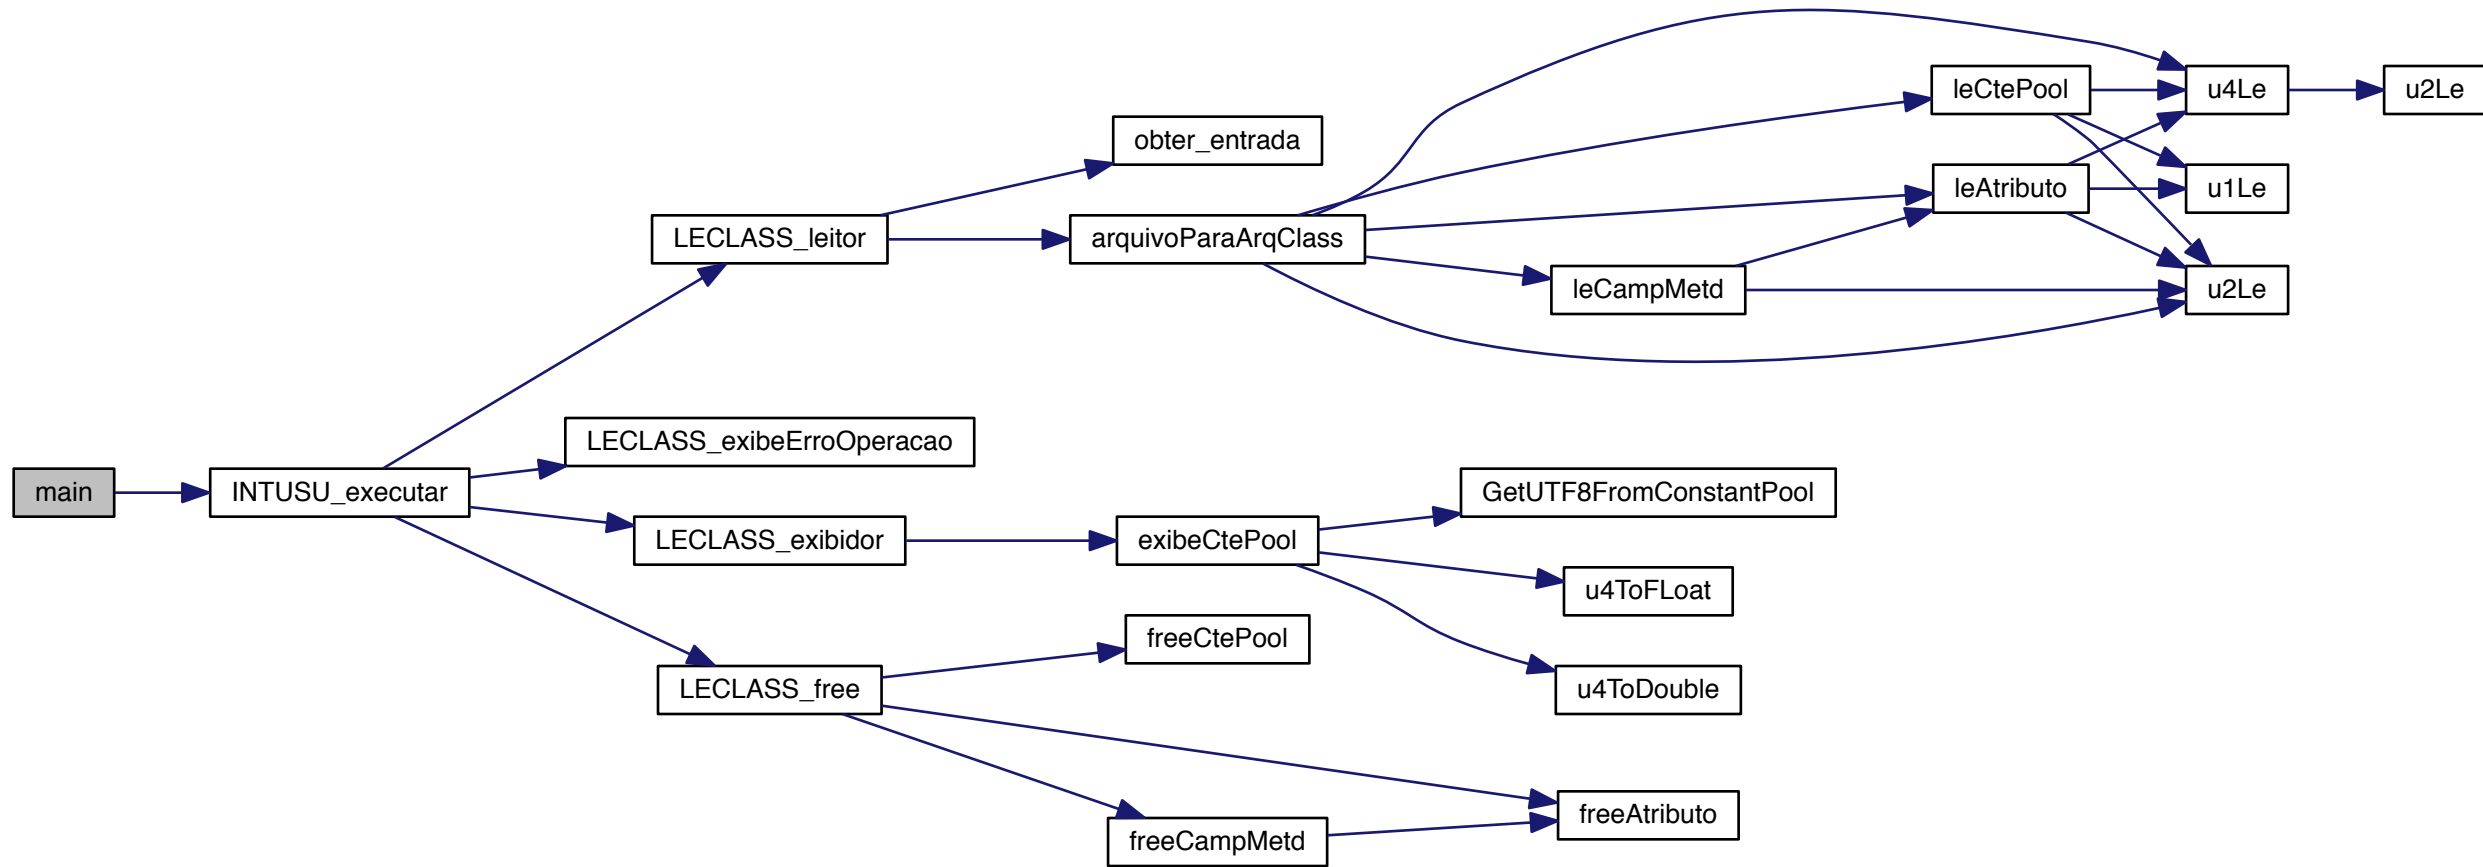 main
INTUSU_executar
LECLASS_leitor
LECLASS_exibeErroOperacao
LECLASS_exibidor
LECLASS_free
obter_entrada
arquivoParaArqClass
exibeCtePool
freeCtePool
freeCampMetd
leCampMetd
GetUTF8FromConstantPool
u4ToFLoat
u4ToDouble
freeAtributo
leCtePool
leAtributo
u4Le
u1Le
u2Le
u2Le